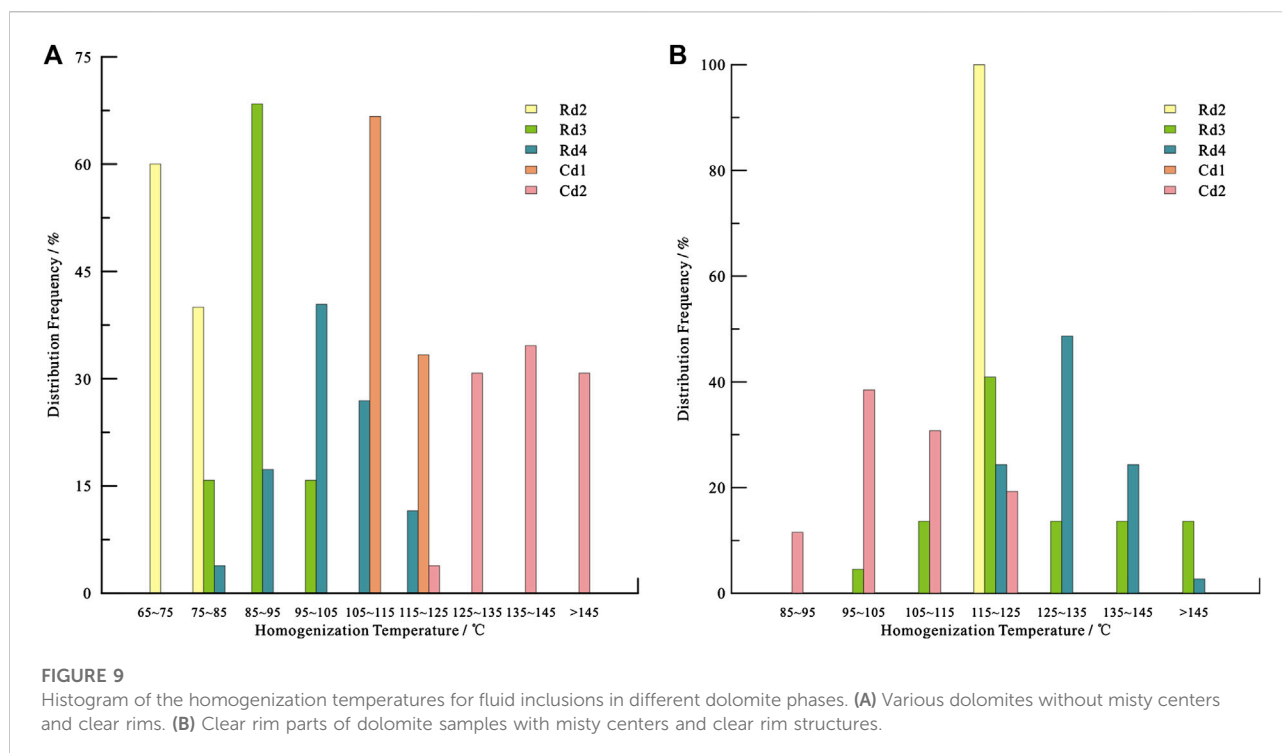 A
75
60
45
30
15
0
Distribution Frequency / %
Rd2
Rd3
Rd4
Cd1
Cd2
65~75 75~85 85~95 95~105 105~115 115~125 125~135 135~145 >145
Homogenization Temperature / ℃
B
100
80
60
40
20
0
Distribution Frequency / %
Rd2
Rd3
Rd4
Cd1
Cd2
85~95 95~105 105~115 115~125 125~135 135~145 >145
Homogenization Temperature / ℃
FIGURE 9
Histogram of the homogenization temperatures for fluid inclusions in different dolomite phases. (A) Various dolomites without misty centers
and clear rims. (B) Clear rim parts of dolomite samples with misty centers and clear rim structures.